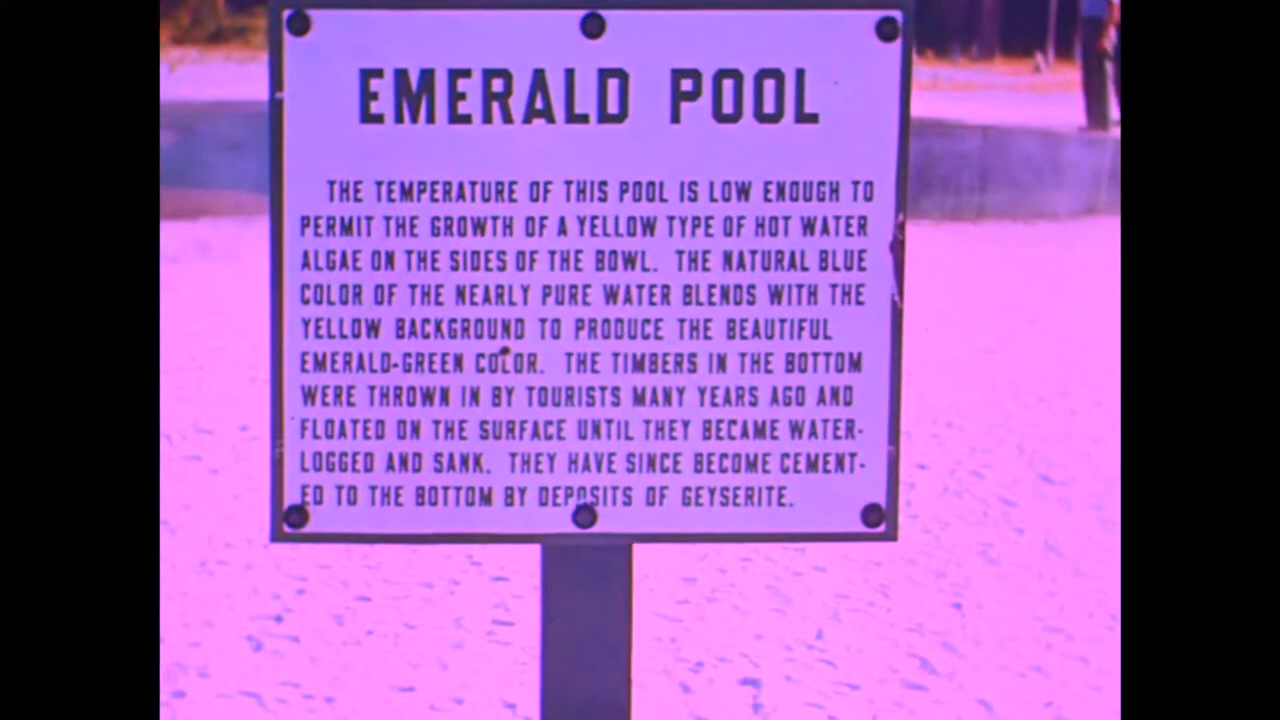 EMERALD POOL
THE TEMPERATURE OF THIS POOL IS LOW ENOUGH TO
PERMIT THE GROWTH OF A YELLOW TYPE OF HOT WATER
ALGAE ON THE SIDES OF THE BOWL. THE NATURAL BLUE
COLOR OF THE NEARLY PURE WATER BLENDS WITH THE
YELLOW BACKGROUND TO PRODUCE THE BEAUTIFUL
EMERALD-GREEN COLOR. THE TIMBERS IN THE BOTTOM
WERE THROWN IN BY TOURISTS MANY YEARS AGO AND
FLOATED ON THE SURFACE UNTIL THEY BECAME WATER-
LOGGED AND SANK. THEY HAVE SINCE BECOME CEMENT-
ED TO THE BOTTOM BY DEPOSITS OF GEYSERITE.